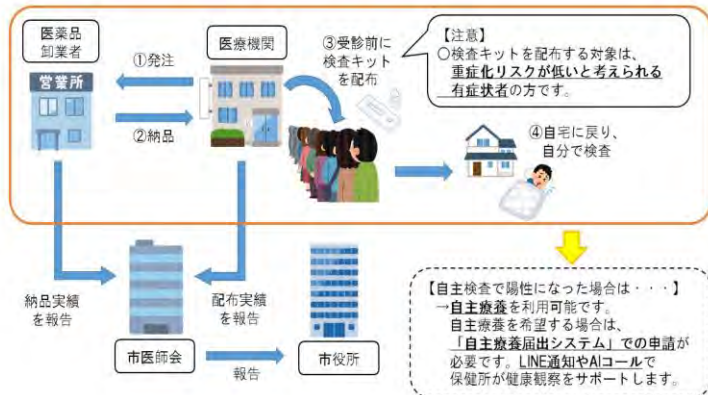 医薬品
卸業者
営業所
①発注
②納品
医療機関
③受診前に
検査キット
を配布
【注意】
○検査キットを配布する対象は、
重症化リスクが低いと考えられる
有症状者の方です。
④自宅に戻り、
自分で検査
納品実績
を報告
配布実績
を報告
市医師会
報告
市役所
【自主検査で陽性になった場合は・・・】
→自主療養を利用可能です。
自主療養を希望する場合は、
「自主療養届出システム」での申請が
必要です。LINE通知やAIコールで
保健所が健康観察をサポートします。